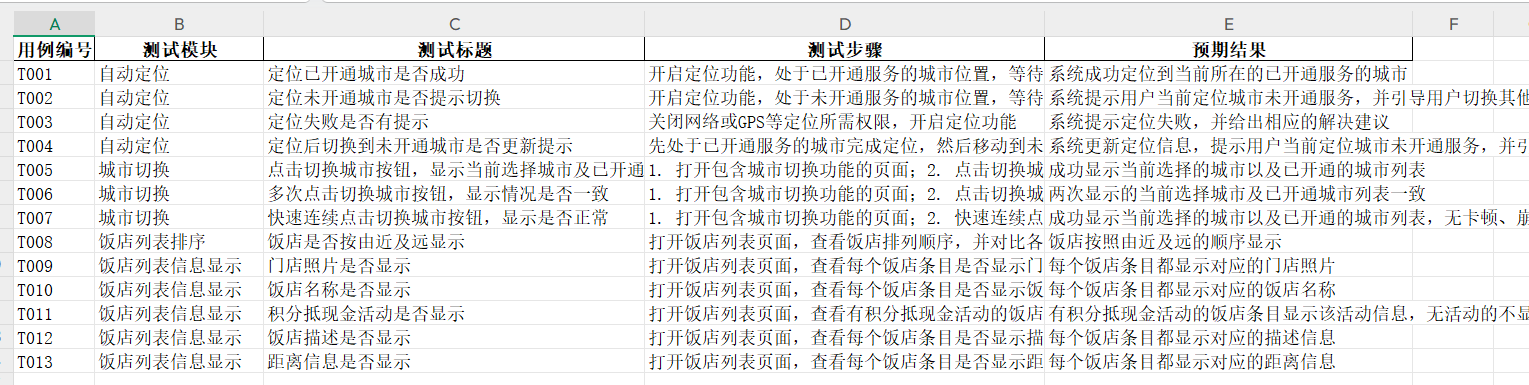 A B C D E F
用例编号 测试模块 测试标题 测试步骤 预期结果
T001 自动定位 定位已开通城市是否成功 开启定位功能，处于已开通服务的城市位置，等待 系统成功定位到当前所在的已开通服务的城市
T002 自动定位 定位未开通城市是否提示切换 开启定位功能，处于未开通服务的城市位置，等待 系统提示用户当前定位城市未开通服务，并引导用户切换其他
T003 自动定位 定位失败是否有提示 关闭网络或GPS等定位所需权限，开启定位功能 系统提示定位失败，并给出相应的解决建议
T004 自动定位 定位后切换到未开通城市是否更新提示 先处于已开通服务的城市完成定位，然后移动到未 系统更新定位信息，提示用户当前定位城市未开通服务，并引
T005 城市切换 点击切换城市按钮，显示当前选择城市及已开通 1. 打开包含城市切换功能的页面；2. 点击切换城 成功显示当前选择的城市以及已开通的城市列表
T006 城市切换 多次点击切换城市按钮，显示情况是否一致 1. 打开包含城市切换功能的页面；2. 点击切换城 两次显示的当前选择城市及已开通城市列表一致
T007 城市切换 快速连续点击切换城市按钮，显示是否正常 1. 打开包含城市切换功能的页面；2. 快速连续点 成功显示当前选择的城市以及已开通的城市列表，无卡顿、崩
T008 饭店列表排序 饭店是否按由近及远显示 打开饭店列表页面，查看饭店排列顺序，并对比各 饭店按照由近及远的顺序显示
T009 饭店列表信息显示 门店照片是否显示 打开饭店列表页面，查看每个饭店条目是否显示门 每个饭店条目都显示对应的门店照片
T010 饭店列表信息显示 饭店名称是否显示 打开饭店列表页面，查看每个饭店条目是否显示饭 每个饭店条目都显示对应的饭店名称
T011 饭店列表信息显示 积分抵现金活动是否显示 打开饭店列表页面，查看有积分抵现金活动的饭店 有积分抵现金活动的饭店条目显示该活动信息，无活动的不显
T012 饭店列表信息显示 饭店描述是否显示 打开饭店列表页面，查看每个饭店条目是否显示描 每个饭店条目都显示对应的描述信息
T013 饭店列表信息显示 距离信息是否显示 打开饭店列表页面，查看每个饭店条目是否显示距 每个饭店条目都显示对应的距离信息